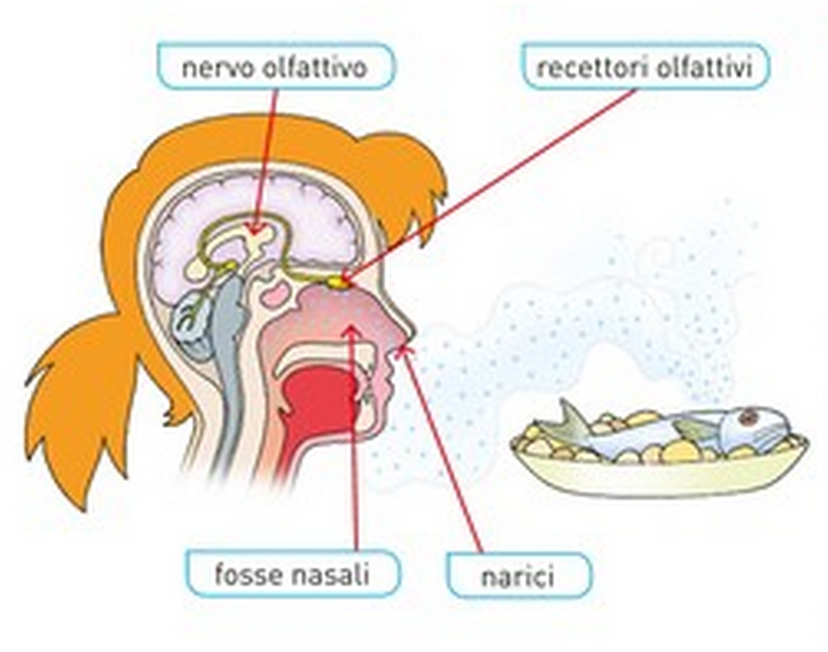 nervo olfattivo
recettori olfattivi
fosse nasali
narici